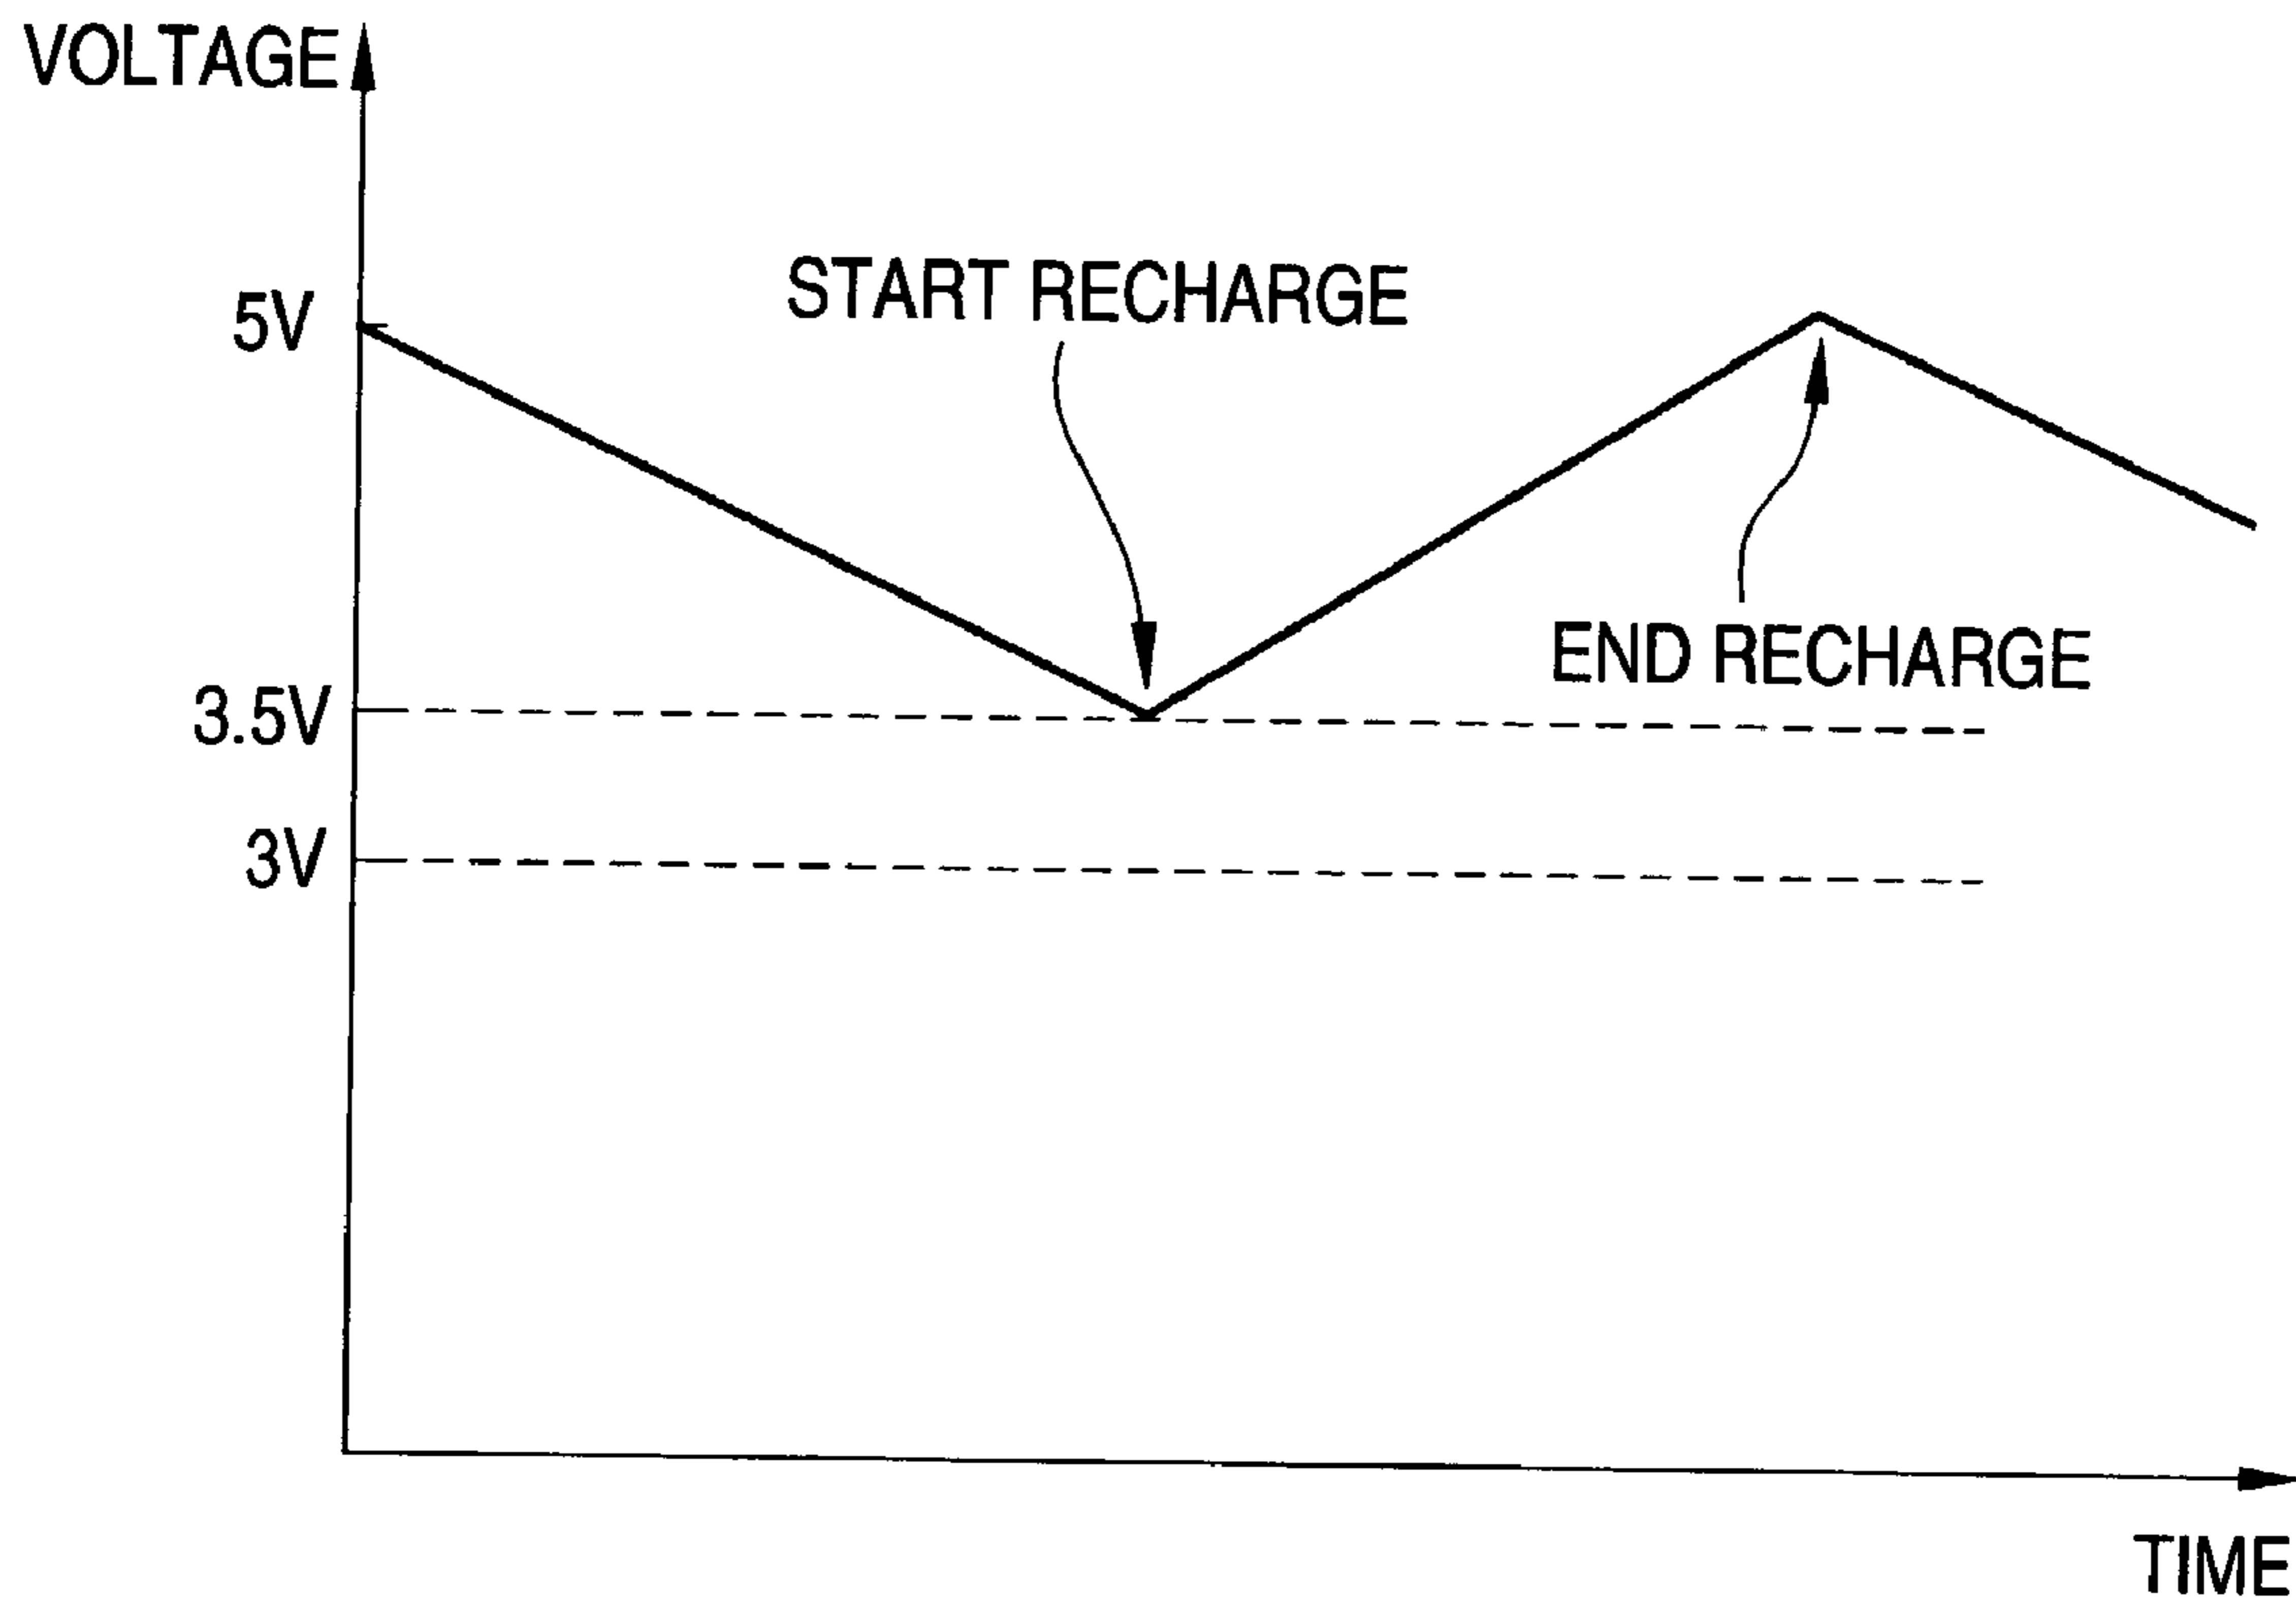 VOLTAGE
START RECHARGE
5V
END RECHARGE
3.5V
3V
TIME